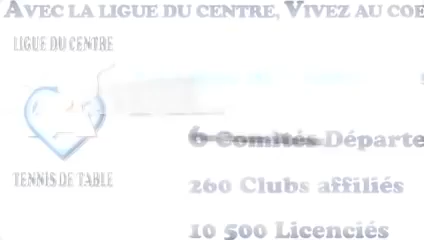 AVEC LA LIGUE DU CENTRE, VIVEZ AU COE
LIGUE DU CENTRE
6 Comités Départe
TENNIS DE TABLE
260 Clubs affiliés
10 500 Licenciés